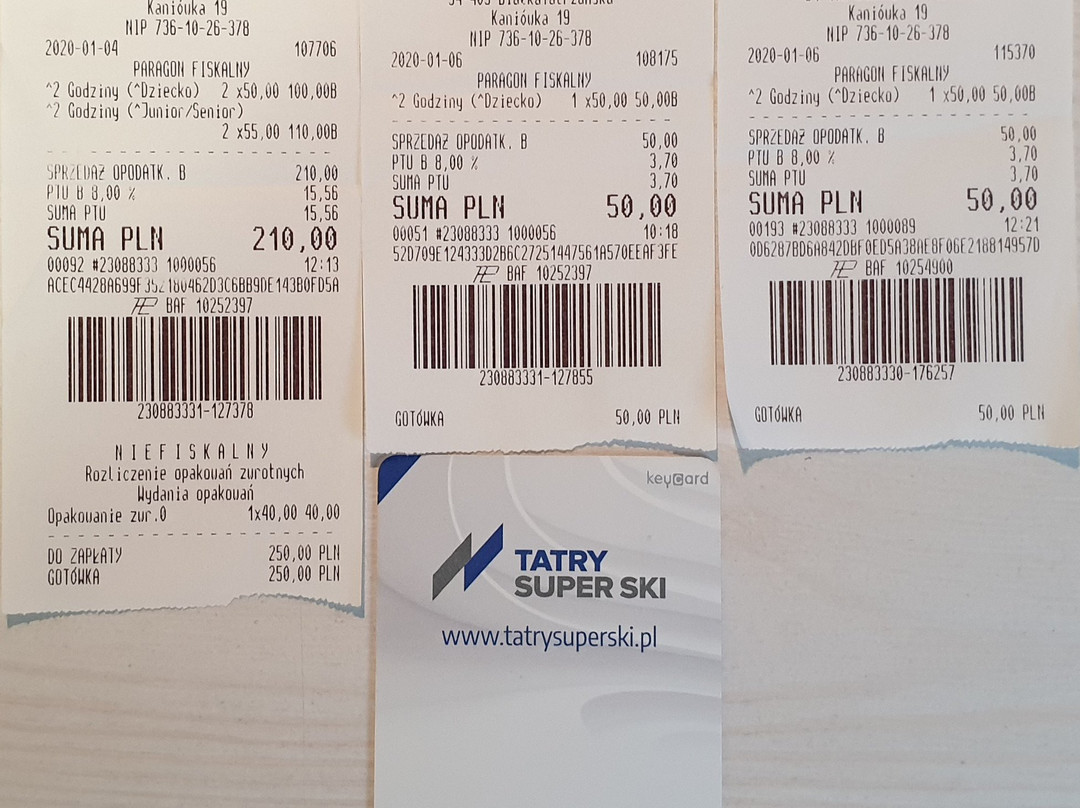 Kaniówka 19
NIP 736-10-26-378
2020-01-04 107706
PARAGON FISKALNY
^2 Godziny (^Dziecko) 2 x50,00 100,00B
^2 Godziny (^Junior/Senior)
2 x55,00 110,00B
SPRZEDAŻ OPODATK. B 210,00
PTU B 8,00 % 15,56
SUMA PTU 15,56
SUMA PLN 210,00
00092 #23088333 1000056 12:13
BAF 10252397
230883331-127378
NIEFISKALNY
Rozliczenie opakowań zwrotnych
Wydania opakowań
Opakowanie zwr.0 1x40,00 40,00
DO ZAPŁATY 250,00 PLN
GOTÓWKA 250,00 PLN
Kaniówka 19
NIP 736-10-26-378
2020-01-06 108175
PARAGON FISKALNY
^2 Godziny (^Dziecko) 1 x50,00 50,00B
SPRZEDAŻ OPODATK. B 50,00
PTU B 8,00 % 3,70
SUMA PTU 3,70
SUMA PLN 50,00
00051 #23088333 1000056 10:18
52D709E124333D2B6C27251447561A570EEAF3FE
BAF 10252397
230883331-127855
GOTÓWKA 50,00 PLN
Kaniówka 19
NIP 736-10-26-378
2020-01-06 115370
PARAGON FISKALNY
^2 Godziny (^Dziecko) 1 x50,00 50,00B
SPRZEDAŻ OPODATK. B 50,00
PTU B 8,00 % 3,70
SUMA PTU 3,70
SUMA PLN 50,00
00193 #23088333 1000089 12:21
0D6287BD6A842DBF0ED5A38AE8F06E218814957D
BAF 10254900
230883330-176257
GOTÓWKA 50,00 PLN
keycard
TATRY
SUPER SKI
www.tatrysuperski.pl